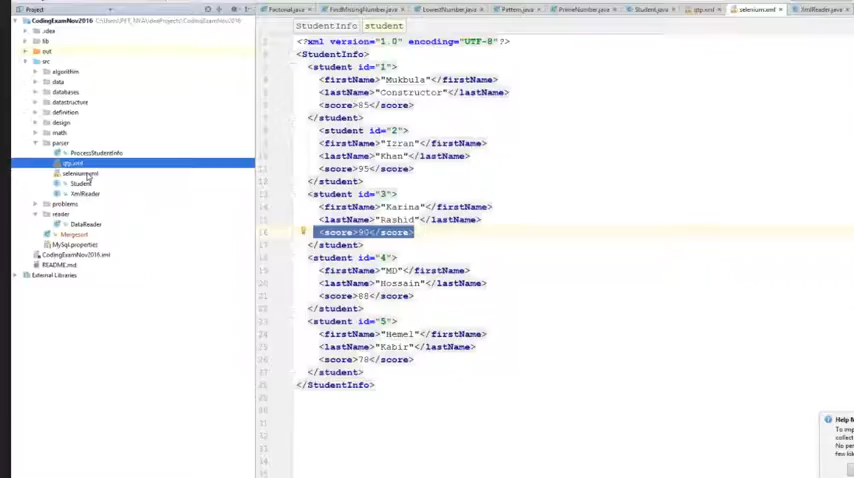 Project
CodingExamNov2016
.idea
lib
out
src
algorithm
data
databases
datastructure
definition
design
math
parser
ProcessStudentInfo
qtp.xml
selenium.xml
Student
XmlReader
problems
reader
DataReader
Mergesort
MySql.properties
CodingExamNov2016.iml
README.md
External Libraries
Factorial.java
FindMissingNumber.java
LowestNumber.java
Pattern.java
PrimeNumber.java
Student.java
qtp.xml
selenium.xml
XmlReader.java
StudentInfo student
<?xml version="1.0" encoding="UTF-8"?>
<StudentInfo>
<student id="1">
<firstName>"Mukbula"</firstName>
<lastName>"Constructor"</lastName>
<score>85</score>
</student>
<student id="2">
<firstName>"Izran"</firstName>
<lastName>"Khan"</lastName>
<score>95</score>
</student>
<student id="3">
<firstName>"Karina"</firstName>
<lastName>"Rashid"</lastName>
<score>90</score>
</student>
<student id="4">
<firstName>"MD"</firstName>
<lastName>"Hossain"</lastName>
<score>88</score>
</student>
<student id="5">
<firstName>"Hemel"</firstName>
<lastName>"Kabir"</lastName>
<score>78</score>
</student>
</StudentInfo>
Help
To
collect
No
few